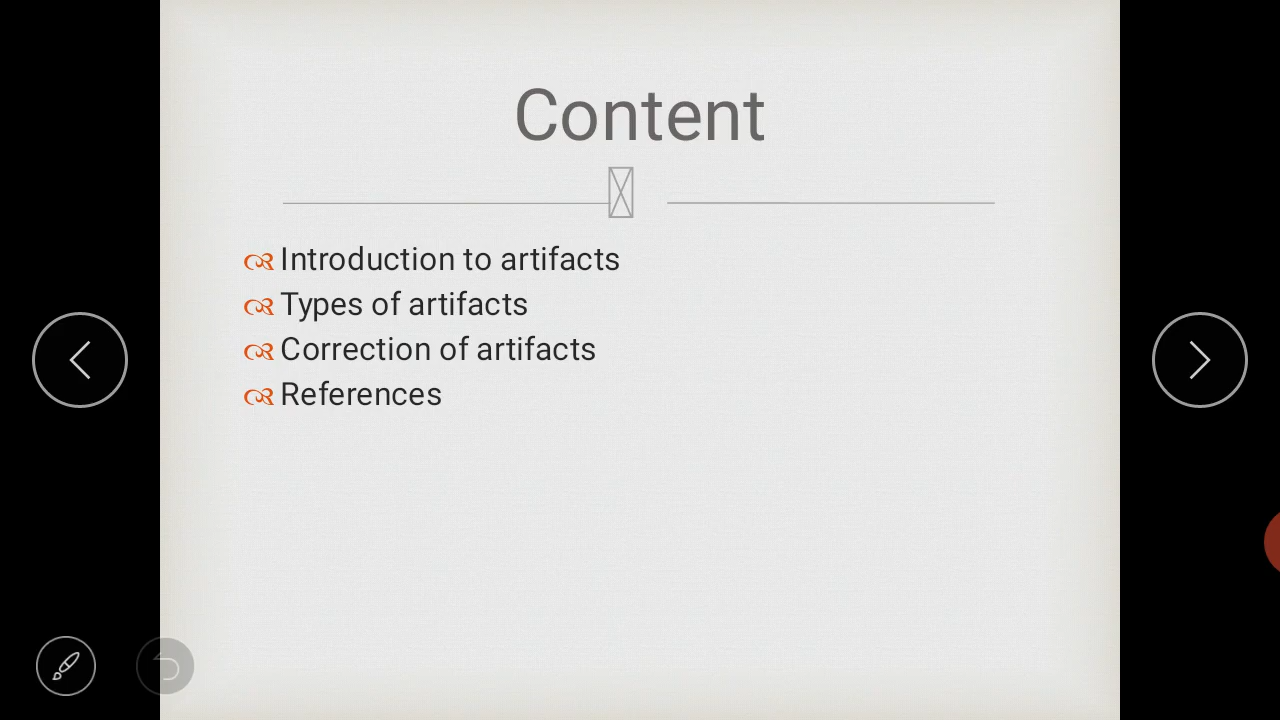 Content
Introduction to artifacts
Types of artifacts
Correction of artifacts
References